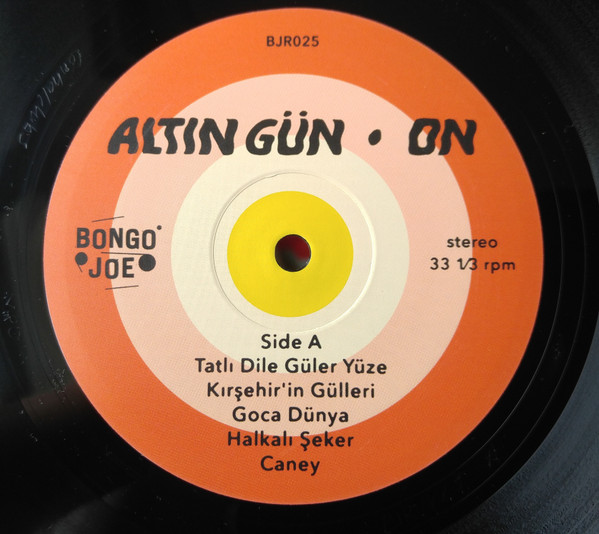 BJR025
ALTIN GÜN • ON
BONGO
JOE
stereo
33 1/3 rpm
Side A
Tatlı Dile Güler Yüze
Kırşehir'in Gülleri
Goca Dünya
Halkalı Şeker
Caney